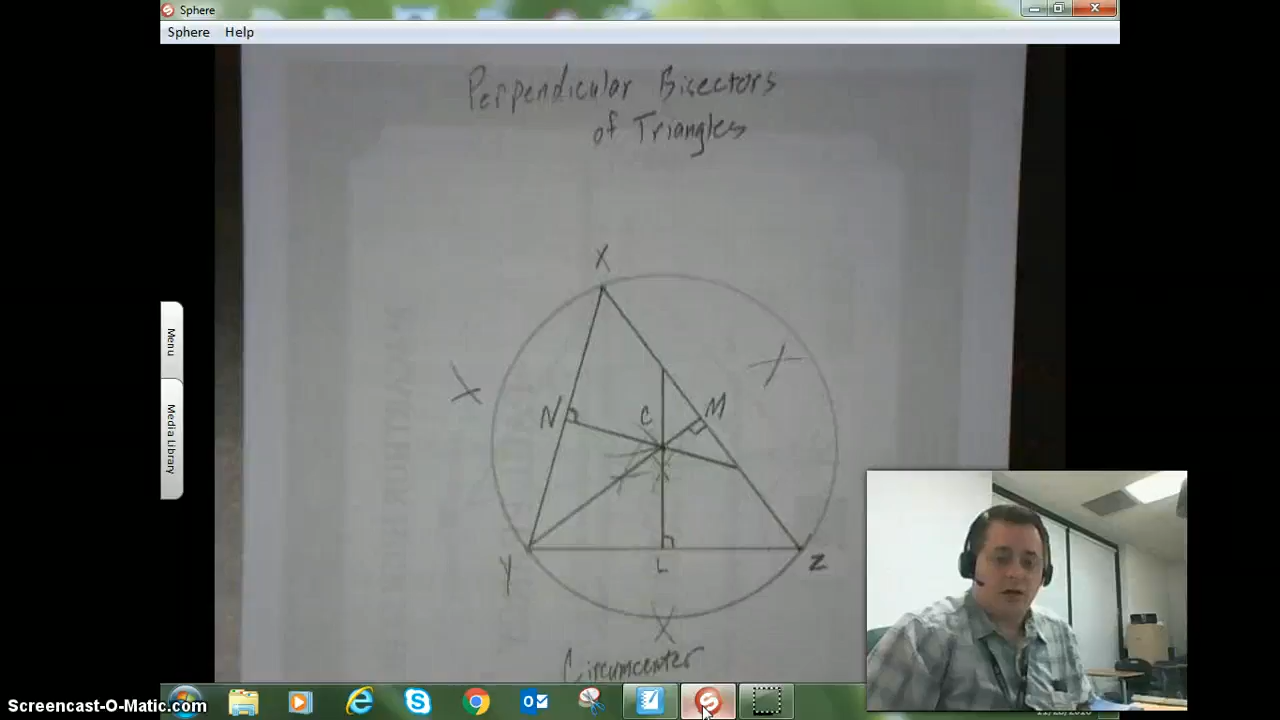 Sphere
Sphere Help
Perpendicular Bisectors
of Triangles
X
Menu
N C M
Media Library
Y L Z
Circumcenter
Screencast-O-Matic.com